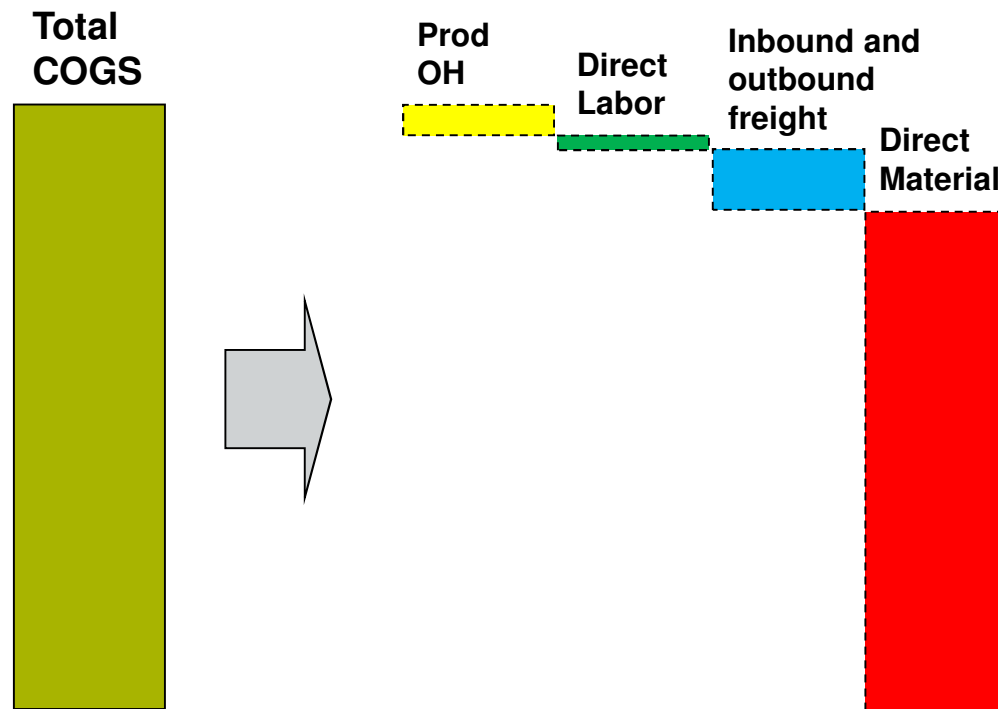 Total
COGS
Prod
OH
Direct
Labor
Inbound and
outbound
freight
Direct
Material